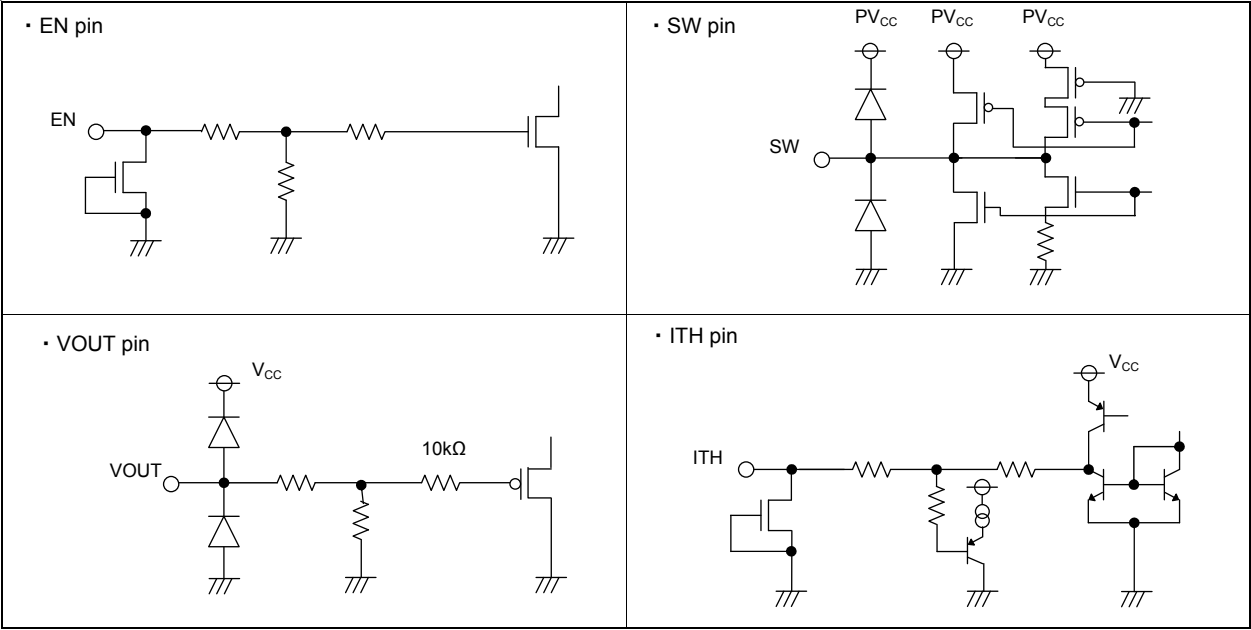 ・EN pin
EN
・SW pin
PVCC PVCC PVCC
SW
・VOUT pin
VCC
10kΩ
VOUT
・ITH pin
VCC
ITH